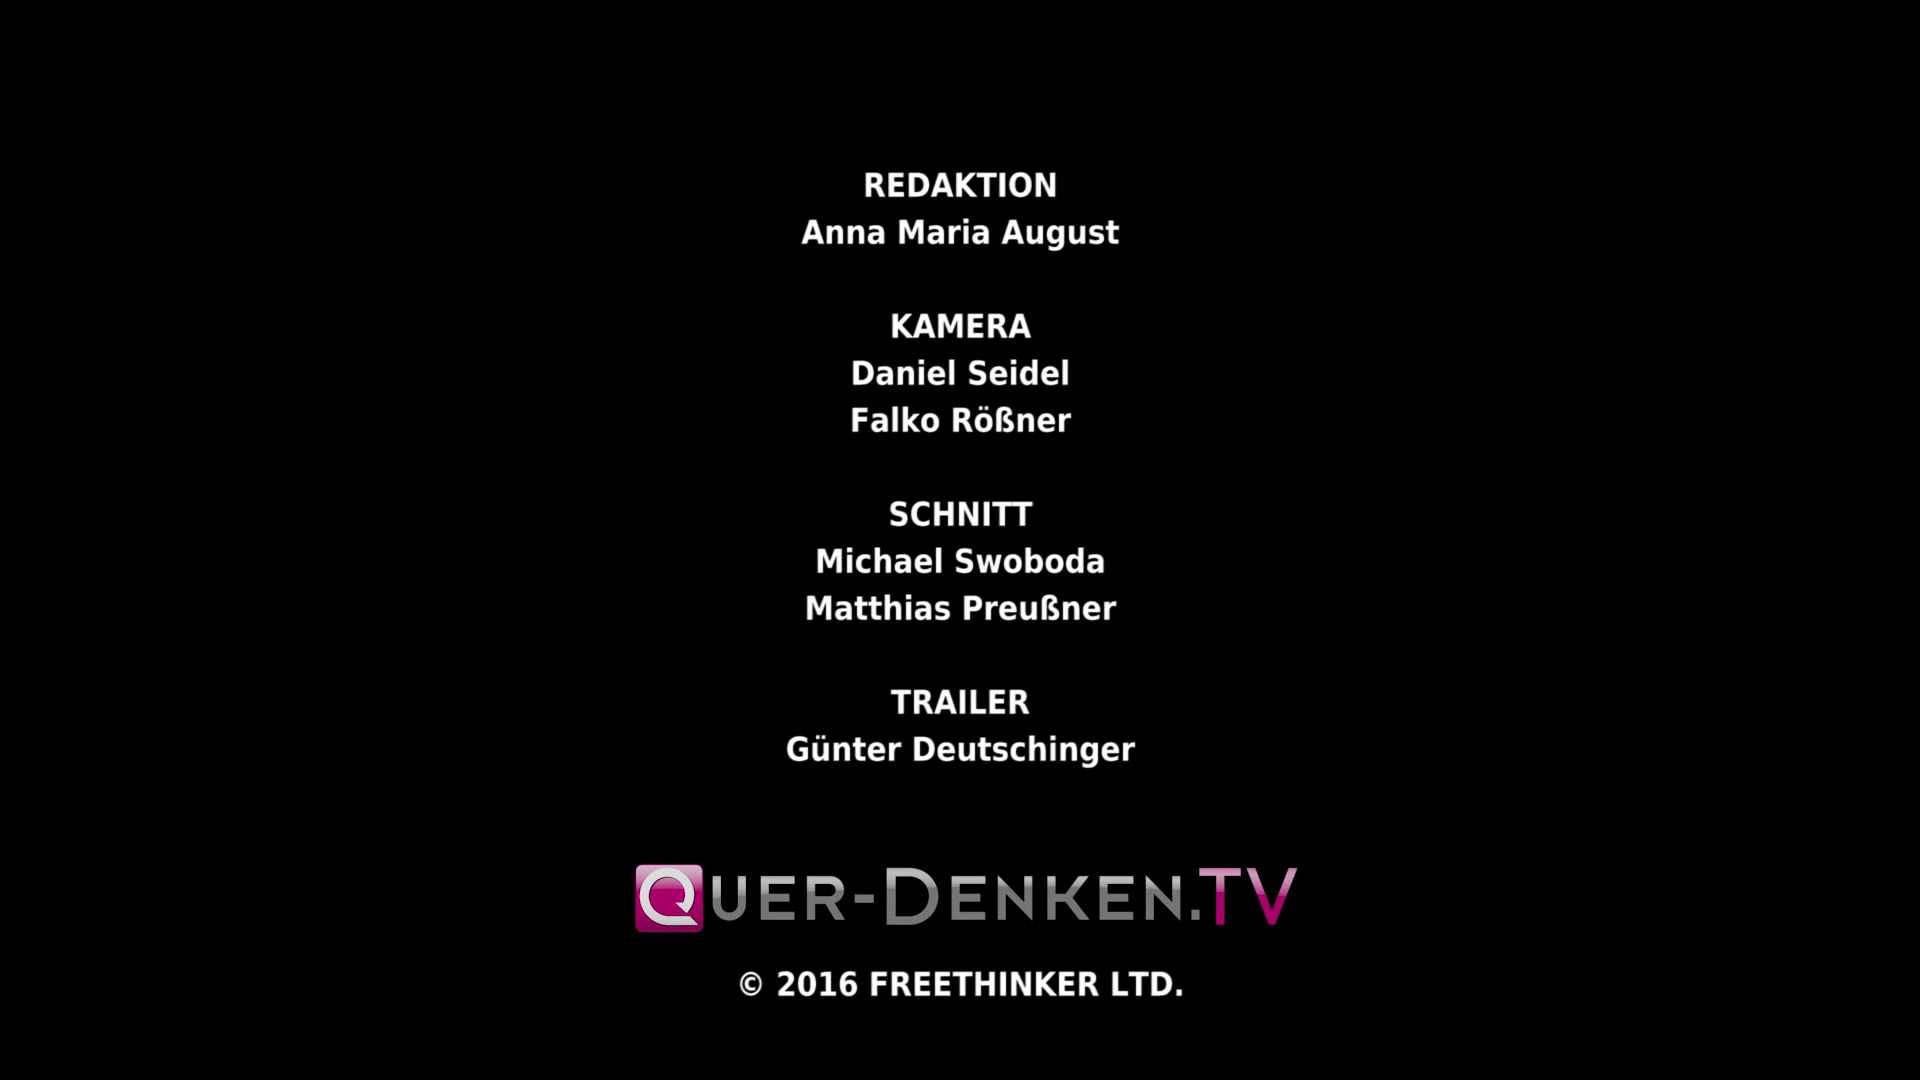 REDAKTION
Anna Maria August
KAMERA
Daniel Seidel
Falko Rößner
SCHNITT
Michael Swoboda
Matthias Preußner
TRAILER
Günter Deutschinger
QUER-DENKEN.TV
© 2016 FREETHINKER LTD.